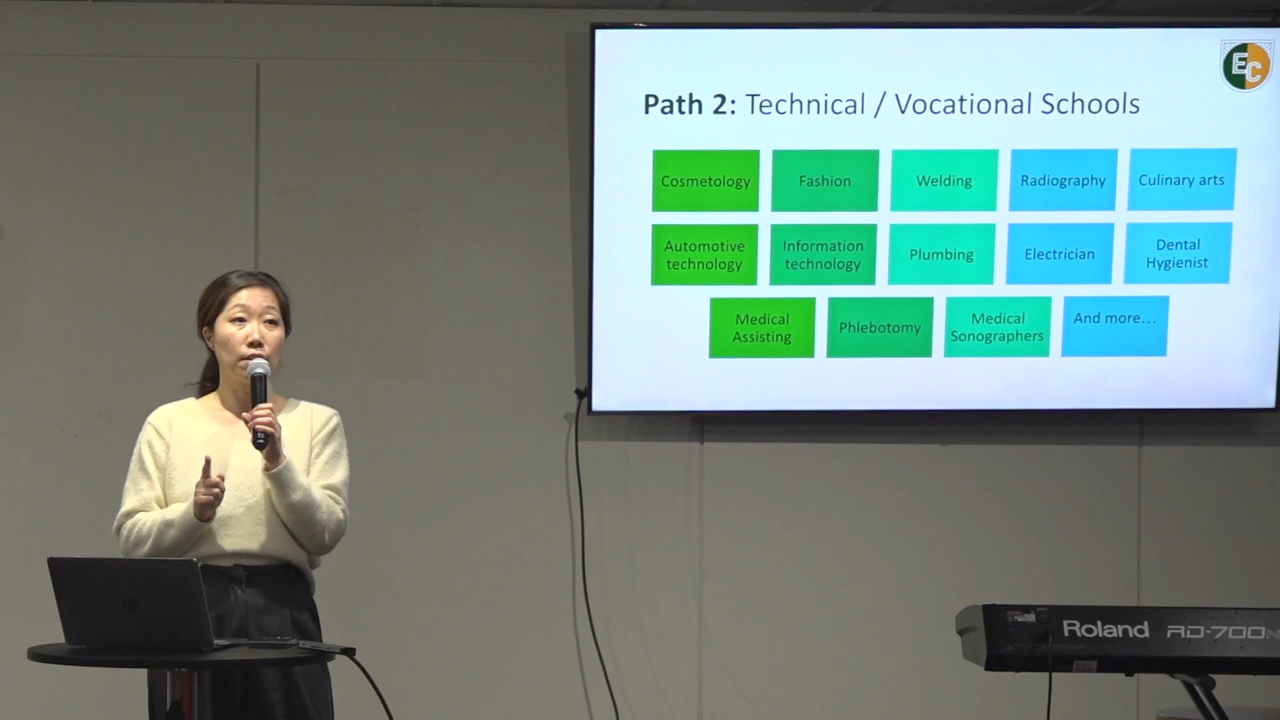 EC
Path 2: Technical / Vocational Schools
Cosmetology
Fashion
Welding
Radiography
Culinary arts
Automotive
technology
Information
technology
Plumbing
Electrician
Dental
Hygienist
Medical
Assisting
Phlebotomy
Medical
Sonographers
And more...
Roland RD-700